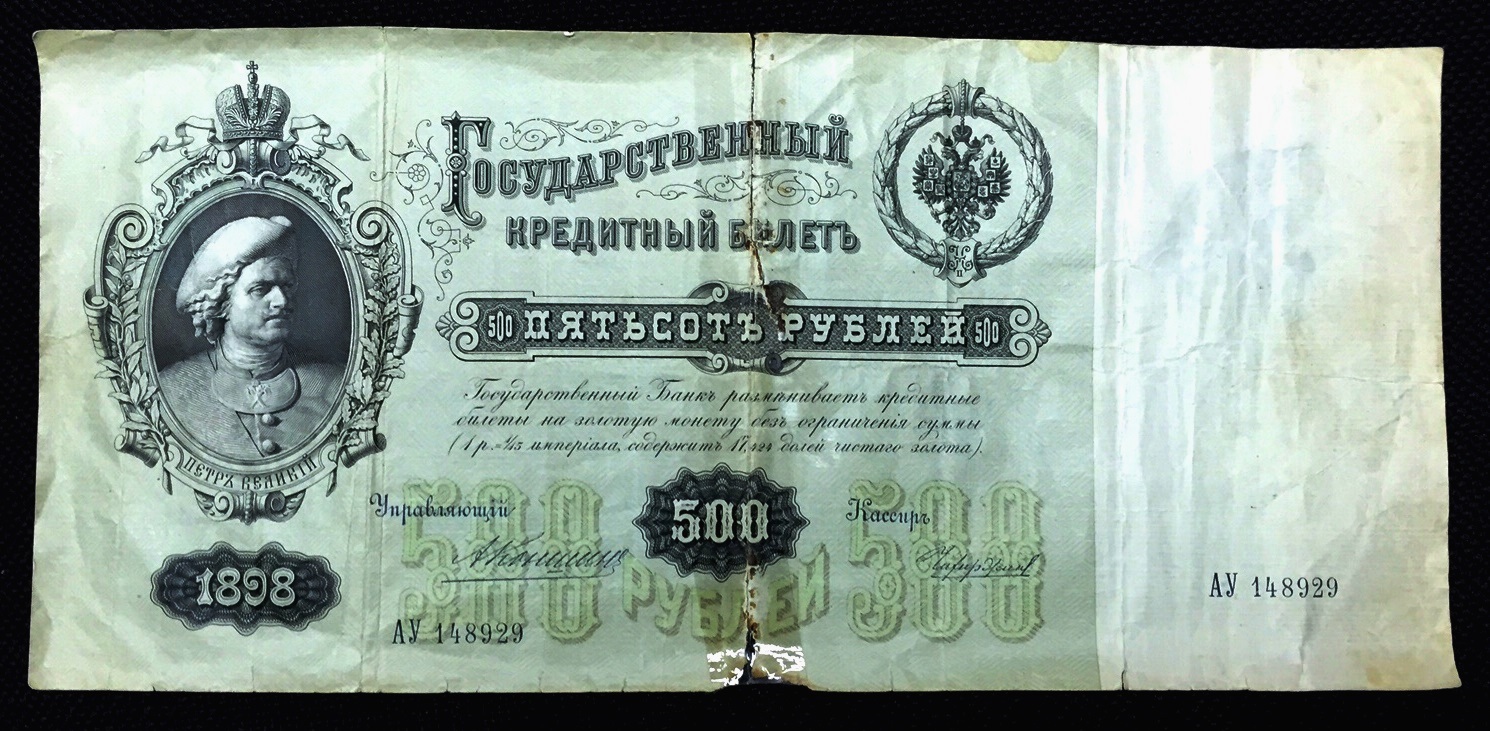 Государственный
кредитный билетъ
500 ПЯТЬСОТЪ РУБЛЕЙ 500
Государственный Банкъ размѣниваетъ кредитные
билеты на золотую монету безъ ограниченія суммы
(1 р.=1/15 имперіала, содержитъ 17,424 долей чистаго золота).
ПЕТРЪ ВЕЛИКІЙ
Управляющій 500 Кассиръ
500 500
1898
500 РУБЛЕЙ 500
АУ 148929
АУ 148929